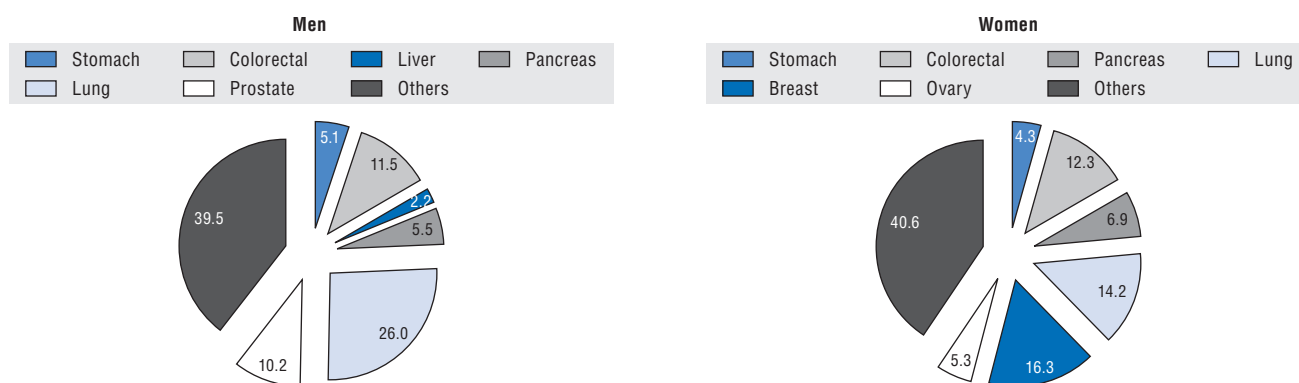 Men
Stomach Colorectal Liver Pancreas
Lung Prostate Others
5.1
11.5
2.2
5.5
26.0
10.2
39.5
Women
Stomach Colorectal Pancreas Lung
Breast Ovary Others
4.3
12.3
6.9
14.2
16.3
5.3
40.6